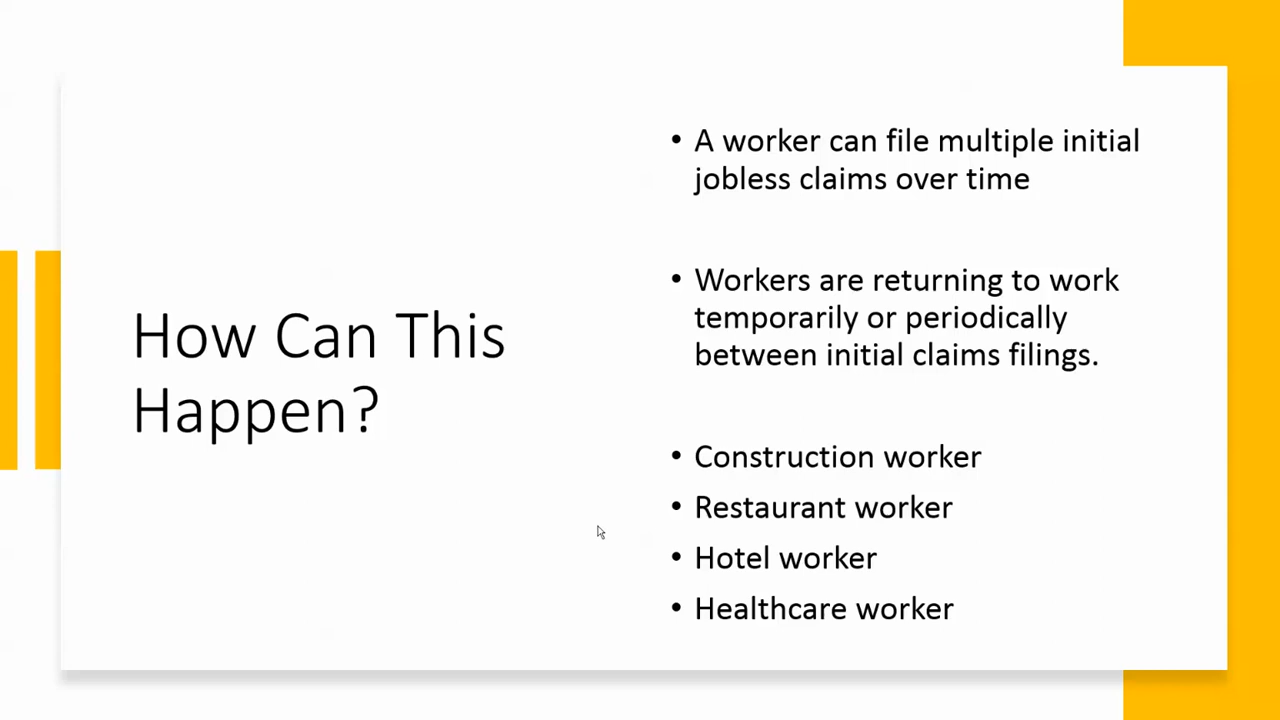 How Can This
Happen?
• A worker can file multiple initial
jobless claims over time
• Workers are returning to work
temporarily or periodically
between initial claims filings.
• Construction worker
• Restaurant worker
• Hotel worker
• Healthcare worker